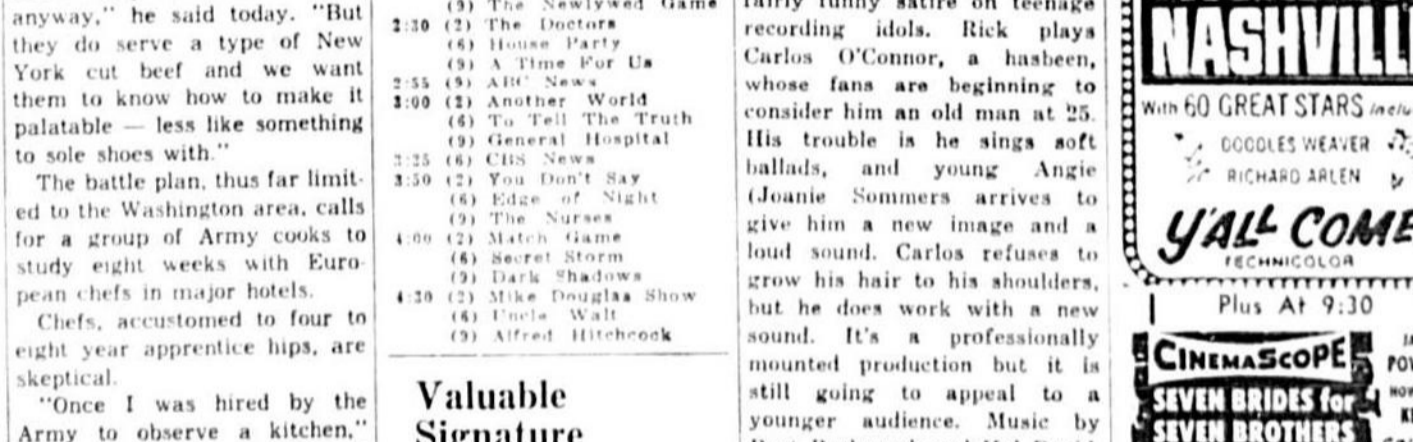 anyway," he said today. "But
they do serve a type of New
York cut beef and we want
them to know how to make it
palatable — less like something
to sole shoes with."
The battle plan, thus far limit-
ed to the Washington area, calls
for a group of Army cooks to
study eight weeks with Euro-
pean chefs in major hotels.
Chefs, accustomed to four to
eight year apprentice hips, are
skeptical.
"Once I was hired by the
Army to observe a kitchen,"
(9) The Newlywed Game
2:30 (2) The Doctors
(6) House Party
(9) A Time For Us
2:55 (9) ABC News
3:00 (2) Another World
(6) To Tell The Truth
(9) General Hospital
3:25 (6) CBS News
3:30 (2) You Don't Say
(6) Edge of Night
(9) The Nurses
4:00 (2) Match Game
(6) Secret Storm
(9) Dark Shadows
4:30 (2) Mike Douglas Show
(6) Uncle Walt
(9) Alfred Hitchcock
Valuable
Signature
fairly funny satire on teenage
recording idols. Rick plays
Carlos O'Connor, a hasbeen,
whose fans are beginning to
consider him an old man at 25.
His trouble is he sings soft
ballads, and young Angie
(Joanie Sommers arrives to
give him a new image and a
loud sound. Carlos refuses to
grow his hair to his shoulders,
but he does work with a new
sound. It's a professionally
mounted production but it is
still going to appeal to a
younger audience. Music by
NASHVILL
With 60 GREAT STARS
DOODLES WEAVER
RICHARD ARLEN
Y'ALL COME
TECHNICOLOR
Plus At 9:30
CINEMASCOPE
SEVEN BRIDES for
SEVEN BROTHERS